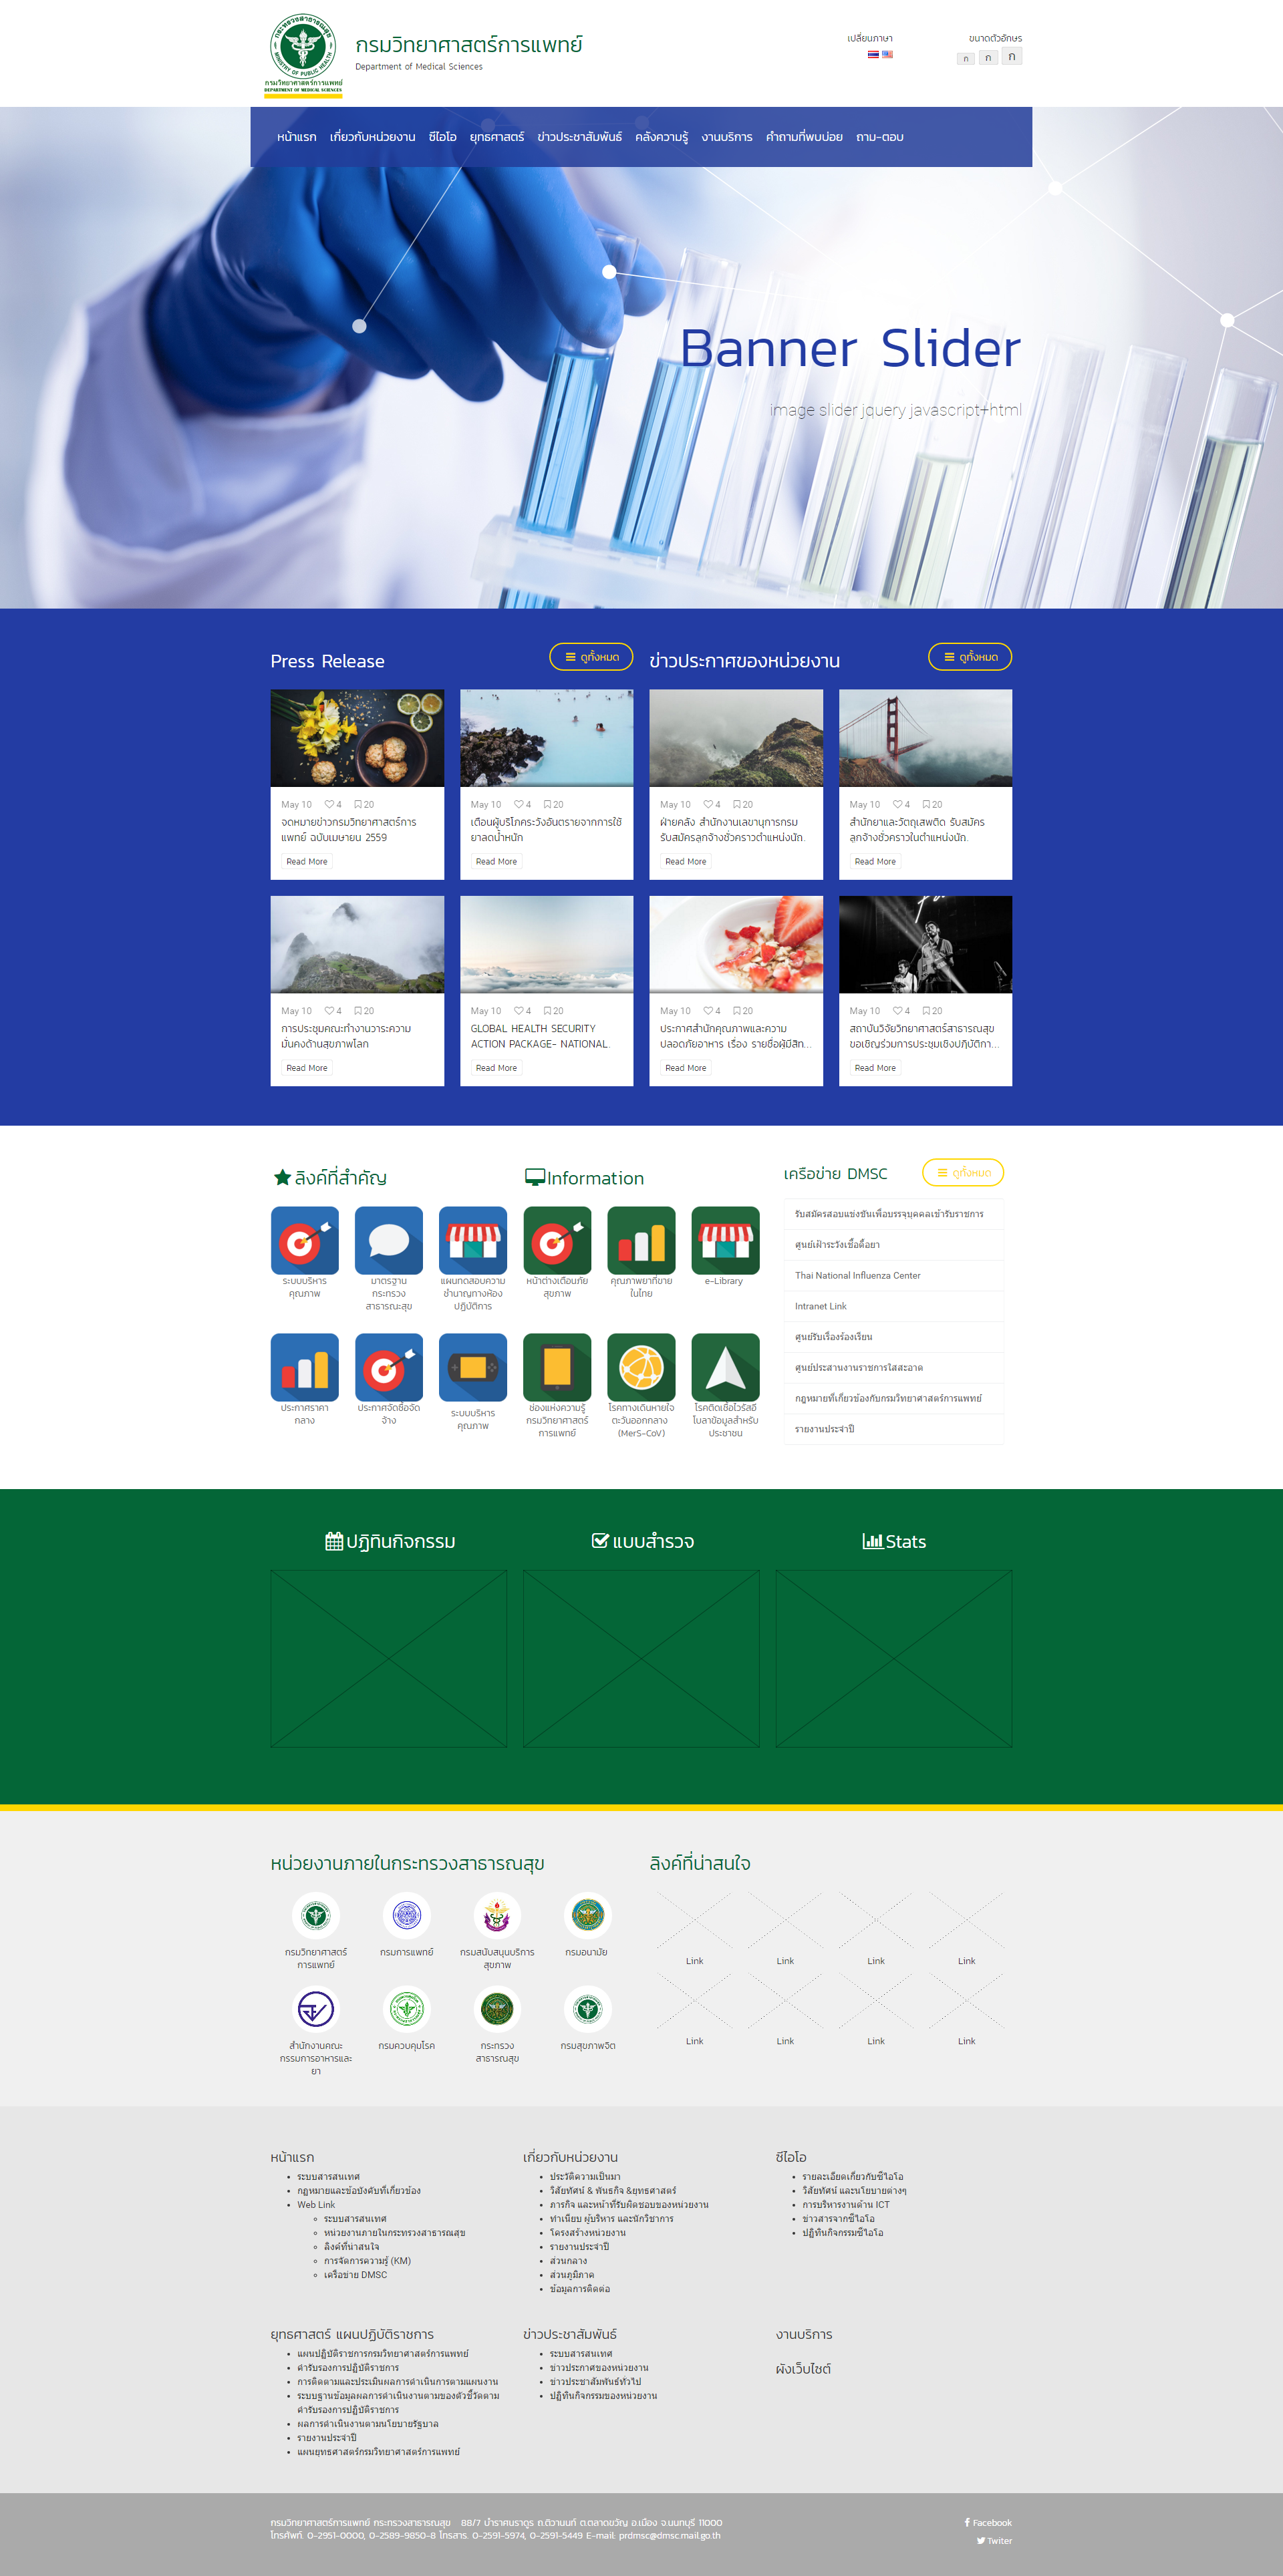 กระทรวงสาธารณสุข
MINISTRY OF PUBLIC HEALTH
กรมวิทยาศาสตร์การแพทย์
DEPARTMENT OF MEDICAL SCIENCES
กรมวิทยาศาสตร์การแพทย์
Department of Medical Sciences
เปลี่ยนภาษา
ขนาดตัวอักษร
ก ก ก
หน้าแรก เกี่ยวกับหน่วยงาน ซีไอโอ ยุทธศาสตร์ ข่าวประชาสัมพันธ์ คลังความรู้ งานบริการ คำถามที่พบบ่อย ถาม-ตอบ
Banner Slider
image slider jquery javascript+html
Press Release
ดูทั้งหมด
ข่าวประกาศของหน่วยงาน
ดูทั้งหมด
May 10 4 20
จดหมายข่าวกรมวิทยาศาสตร์การ
แพทย์ ฉบับเมษายน 2559
Read More
May 10 4 20
เตือนผู้บริโภคระวังอันตรายจากการใช้
ยาลดน้ำหนัก
Read More
May 10 4 20
ฝ่ายคลัง สำนักงานเลขานุการกรม
รับสมัครลูกจ้างชั่วคราวตำแหน่งนัก.
Read More
May 10 4 20
สำนักยาและวัตถุเสพติด รับสมัคร
ลูกจ้างชั่วคราวในตำแหน่งนัก.
Read More
May 10 4 20
การประชุมคณะทำงานวาระความ
มั่นคงด้านสุขภาพโลก
Read More
May 10 4 20
GLOBAL HEALTH SECURITY
ACTION PACKAGE- NATIONAL.
Read More
May 10 4 20
ประกาศสำนักคุณภาพและความ
ปลอดภัยอาหาร เรื่อง รายชื่อผู้มีสิท...
Read More
May 10 4 20
สถาบันวิจัยวิทยาศาสตร์สาธารณสุข
ขอเชิญร่วมการประชุมเชิงปฏิบัติกา...
Read More
ลิงค์ที่สำคัญ
ระบบบริหาร
คุณภาพ
มาตรฐาน
กระทรวง
สาธารณะสุข
แผนทดสอบความ
ชำนาญทางห้อง
ปฏิบัติการ
ประกาศราคา
กลาง
ประกาศจัดซื้อจัด
จ้าง
ระบบบริหาร
คุณภาพ
Information
หน้าต่างเตือนภัย
สุขภาพ
คุณภาพยาที่ขาย
ในไทย
e-Library
ช่องแห่งความรู้
กรมวิทยาศาสตร์
การแพทย์
โรคทางเดินหายใจ
ตะวันออกกลาง
(MerS-CoV)
โรคติดเชื้อไวรัสอี
โบลาข้อมูลสำหรับ
ประชาชน
เครือข่าย DMSC
ดูทั้งหมด
รับสมัครสอบแข่งขันเพื่อบรรจุบุคคลเข้ารับราชการ
ศูนย์เฝ้าระวังเชื้อดื้อยา
Thai National Influenza Center
Intranet Link
ศูนย์รับเรื่องร้องเรียน
ศูนย์ประสานงานราชการใสสะอาด
กฎหมายที่เกี่ยวข้องกับกรมวิทยาศาสตร์การแพทย์
รายงานประจำปี
ปฏิทินกิจกรรม
แบบสำรวจ
Stats
หน่วยงานภายในกระทรวงสาธารณสุข
กรมวิทยาศาสตร์
การแพทย์
กรมการแพทย์
กรมสนับสนุนบริการ
สุขภาพ
กรมอนามัย
สำนักงานคณะ
กรรมการอาหารและ
ยา
กรมควบคุมโรค
กระทรวง
สาธารณสุข
กรมสุขภาพจิต
ลิงค์ที่น่าสนใจ
Link Link Link Link
Link Link Link Link
หน้าแรก
ระบบสารสนเทศ
กฎหมายและข้อบังคับที่เกี่ยวข้อง
Web Link
ระบบสารสนเทศ
หน่วยงานภายในกระทรวงสาธารณสุข
ลิงค์ที่น่าสนใจ
การจัดการความรู้ (KM)
เครือข่าย DMSC
เกี่ยวกับหน่วยงาน
ประวัติความเป็นมา
วิสัยทัศน์ & พันธกิจ &ยุทธศาสตร์
ภารกิจ และหน้าที่รับผิดชอบของหน่วยงาน
ทำเนียบ ผู้บริหาร และนักวิชาการ
โครงสร้างหน่วยงาน
รายงานประจำปี
ส่วนกลาง
ส่วนภูมิภาค
ข้อมูลการติดต่อ
ซีไอโอ
รายละเอียดเกี่ยวกับซีไอโอ
วิสัยทัศน์ และนโยบายต่างๆ
การบริหารงานด้าน ICT
ข่าวสารจากซีไอโอ
ปฏิทินกิจกรรมซีไอโอ
ยุทธศาสตร์ แผนปฏิบัติราชการ
แผนปฏิบัติราชการกรมวิทยาศาสตร์การแพทย์
คำรับรองการปฏิบัติราชการ
การติดตามและประเมินผลการดำเนินการตามแผนงาน
ระบบฐานข้อมูลผลการดำเนินงานตามของตัวชี้วัดตาม
คำรับรองการปฏิบัติราชการ
ผลการดำเนินงานตามนโยบายรัฐบาล
รายงานประจำปี
แผนยุทธศาสตร์กรมวิทยาศาสตร์การแพทย์
ข่าวประชาสัมพันธ์
ระบบสารสนเทศ
ข่าวประกาศของหน่วยงาน
ข่าวประชาสัมพันธ์ทั่วไป
ปฏิทินกิจกรรมของหน่วยงาน
งานบริการ
ผังเว็บไซต์
กรมวิทยาศาสตร์การแพทย์ กระทรวงสาธารณสุข 88/7 บำราศนราดูร ถ.ติวานนท์ ต.ตลาดขวัญ อ.เมือง จ.นนทบุรี 11000
โทรศัพท์. 0-2951-0000, 0-2589-9850-8 โทรสาร. 0-2591-5974, 0-2591-5449 E-mail: prdmsc@dmsc.mail.go.th
Facebook
Twiter